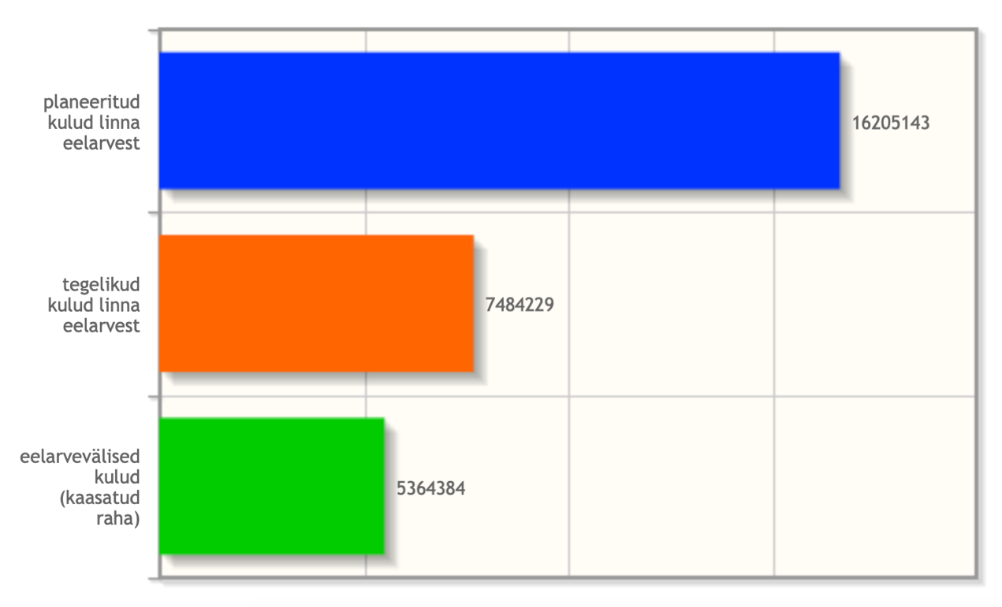 planeeritud
kulud linna
eelarvest
16205143
tegelikud
kulud linna
eelarvest
7484229
eelarvevälised
kulud
(kaasatud
raha)
5364384